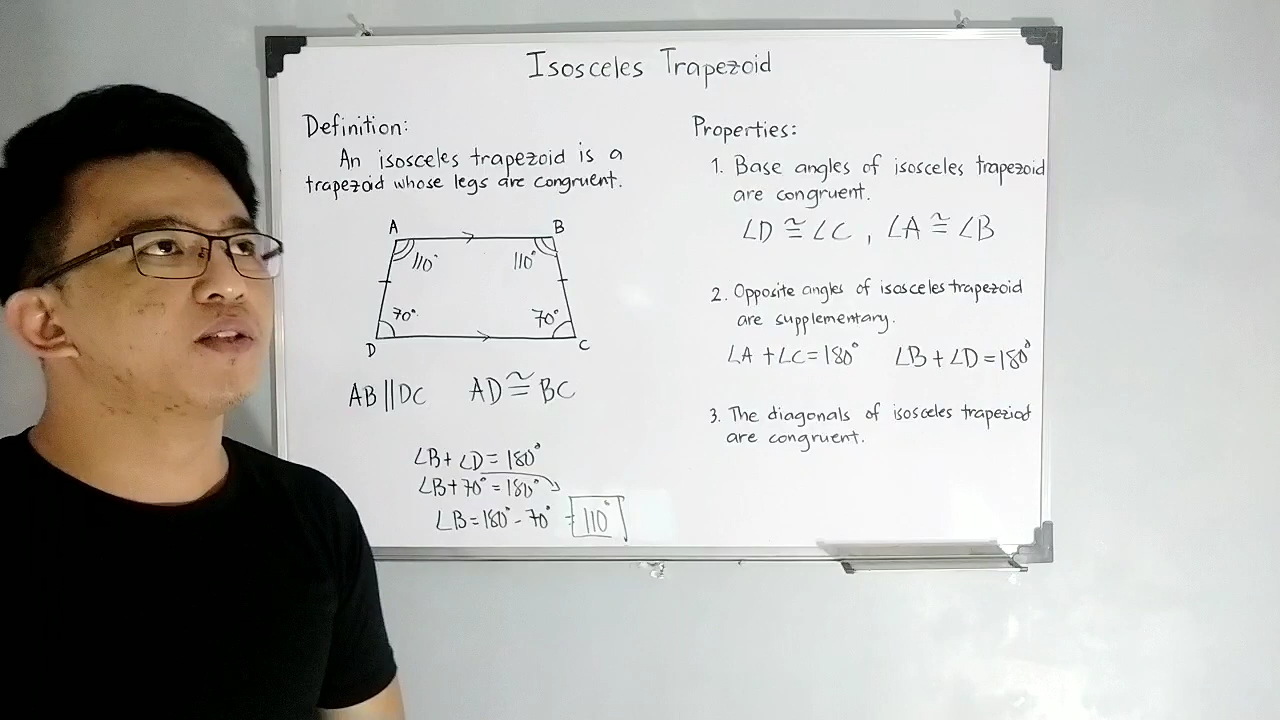 Isosceles Trapezoid
Definition:
An isosceles trapezoid is a
trapezoid whose legs are congruent.
A B
110° 110°
70° 70°
D C
AB || DC AD ≅ BC
∠B + ∠D = 180°
∠B + 70° = 180°
∠B = 180° - 70° = 110°
Properties:
1. Base angles of isosceles trapezoid
are congruent.
∠D ≅ ∠C , ∠A ≅ ∠B
2. Opposite angles of isosceles trapezoid
are supplementary.
∠A + ∠C = 180° ∠B + ∠D = 180°
3. The diagonals of isosceles trapeziod
are congruent.